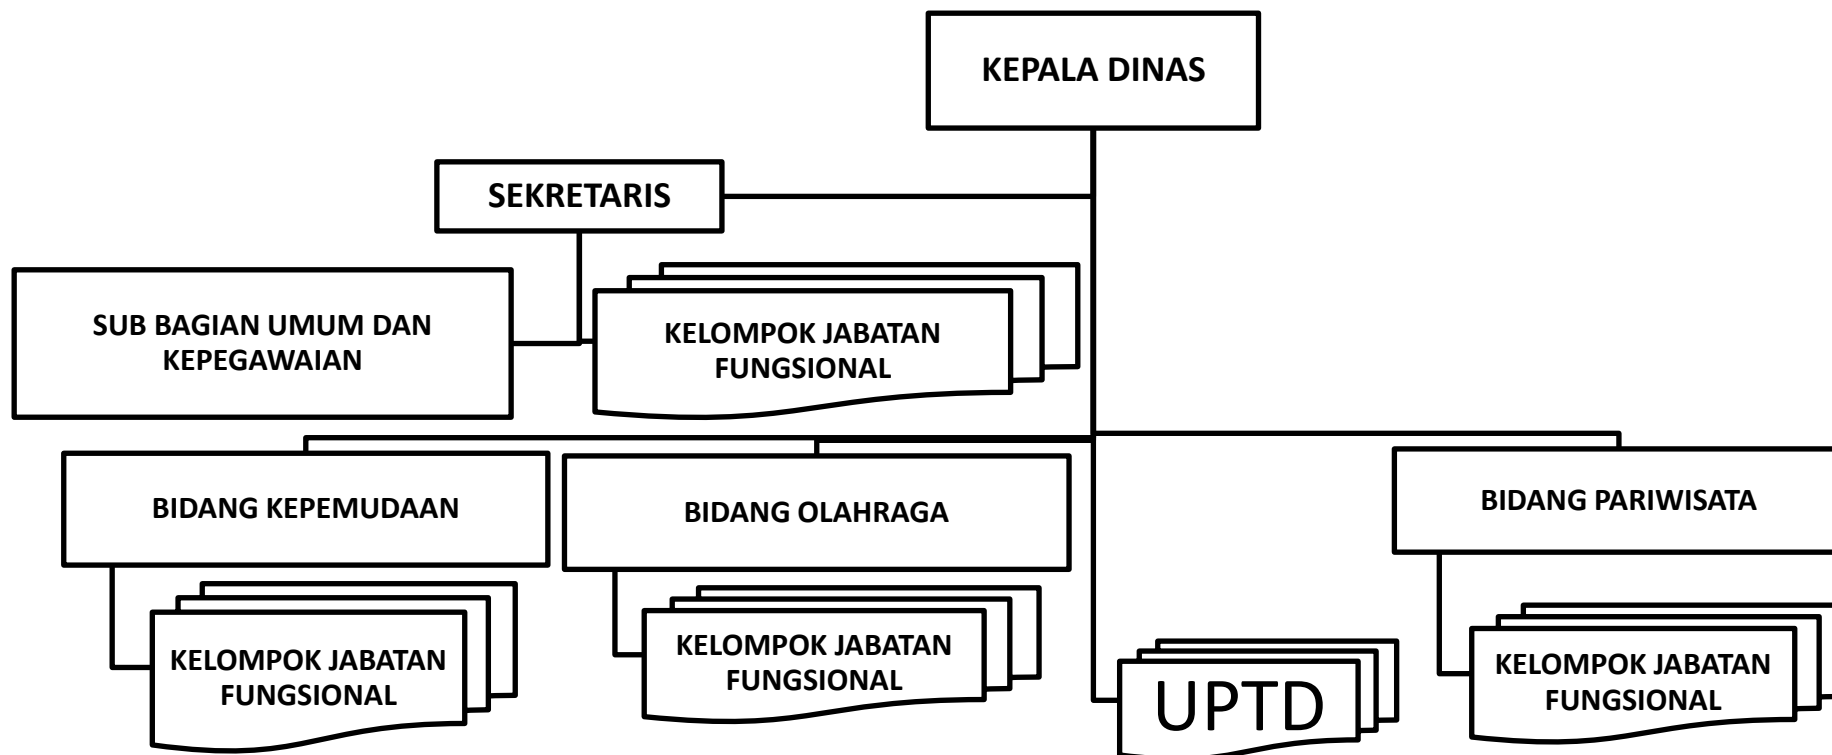 KEPALA DINAS
SEKRETARIS
SUB BAGIAN UMUM DAN
KEPEGAWAIAN
KELOMPOK JABATAN
FUNGSIONAL
BIDANG KEPEMUDAAN
BIDANG OLAHRAGA
BIDANG PARIWISATA
KELOMPOK JABATAN
FUNGSIONAL
KELOMPOK JABATAN
FUNGSIONAL
UPTD
KELOMPOK JABATAN
FUNGSIONAL